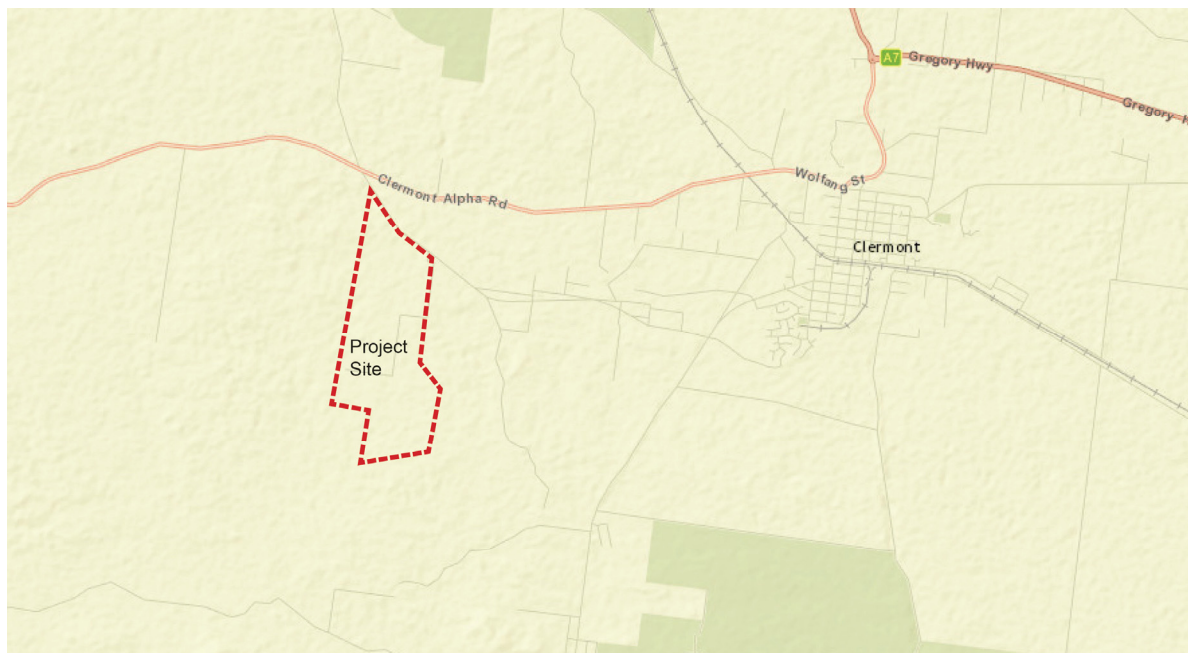 A7
Gregory Hwy
Gregory H
Clermont Alpha Rd
Wolfang St
Clermont
Project
Site